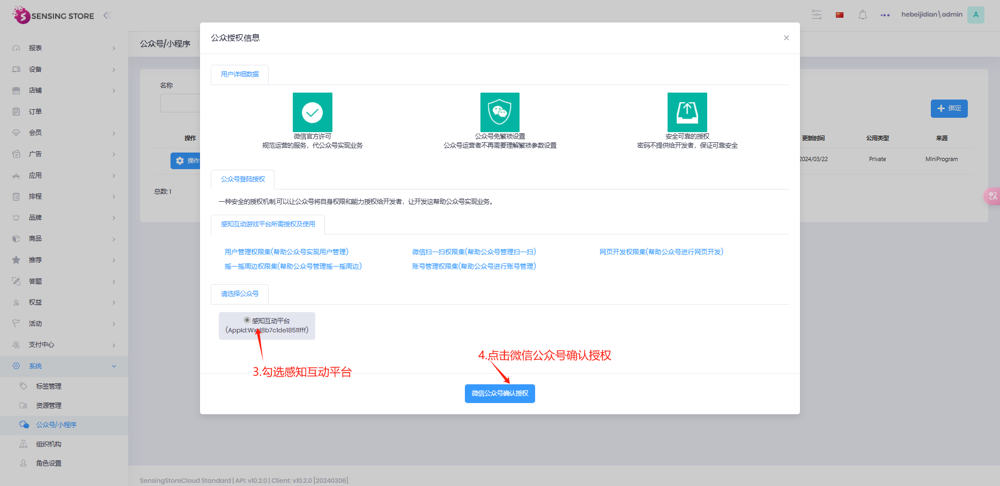 SENSING STORE
hebeijidian\admin
A
报表
设备
店铺
订单
会员
广告
应用
排程
品牌
商品
推荐
答题
权益
活动
支付中心
系统
标签管理
资源管理
公众号/小程序
组织机构
角色设置
公众号/小程序
名称
绑定
操作
更新时间
公用类型
来源
操作
2024/03/22
Private
MiniProgram
总数: 1
公众授权信息
用户详细数据
微信官方许可
规范运营的服务，代公众号实现业务
公众号免繁琐设置
公众号运营者不再需要理解繁琐参数设置
安全可靠的授权
密码不提供给开发者，保证可靠安全
公众号登陆授权
一种安全的授权机制,可以让公众号将自身权限和能力授权给开发者，让开发这帮助公众号实现业务。
感知互动游戏平台所需授权及使用
用户管理权限集(帮助公众号实现用户管理)
微信扫一扫权限集(帮助公众号管理扫一扫)
网页开发权限集(帮助公众号进行网页开发)
摇一摇周边权限集(帮助公众号管理摇一摇周边)
账号管理权限集(帮助公众号进行账号管理)
请选择公众号
感知互动平台
(AppId:Wxd8b7c1de18511fff)
3.勾选感知互动平台
4.点击微信公众号确认授权
微信公众号确认授权
SensingStoreCloud Standard | API: v10.2.0 | Client: v10.2.0 [20240306]